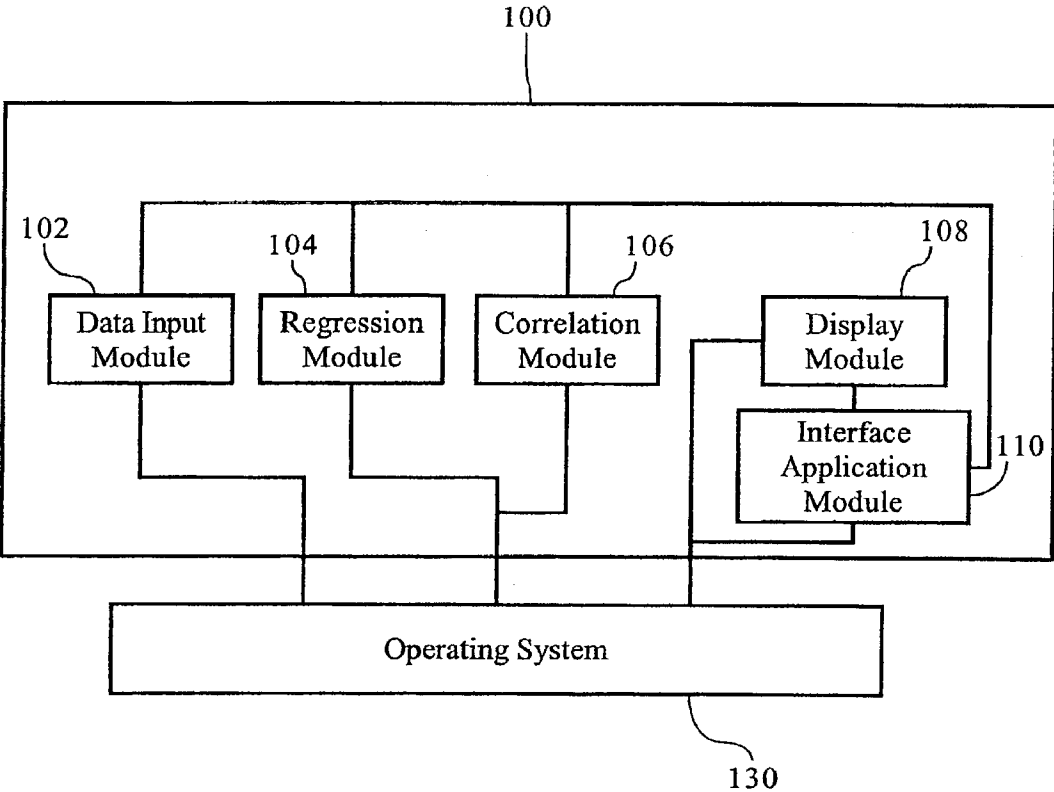 100
102
104
106
108
Data Input
Module
Regression
Module
Correlation
Module
Display
Module
Interface
Application
Module
110
Operating System
130